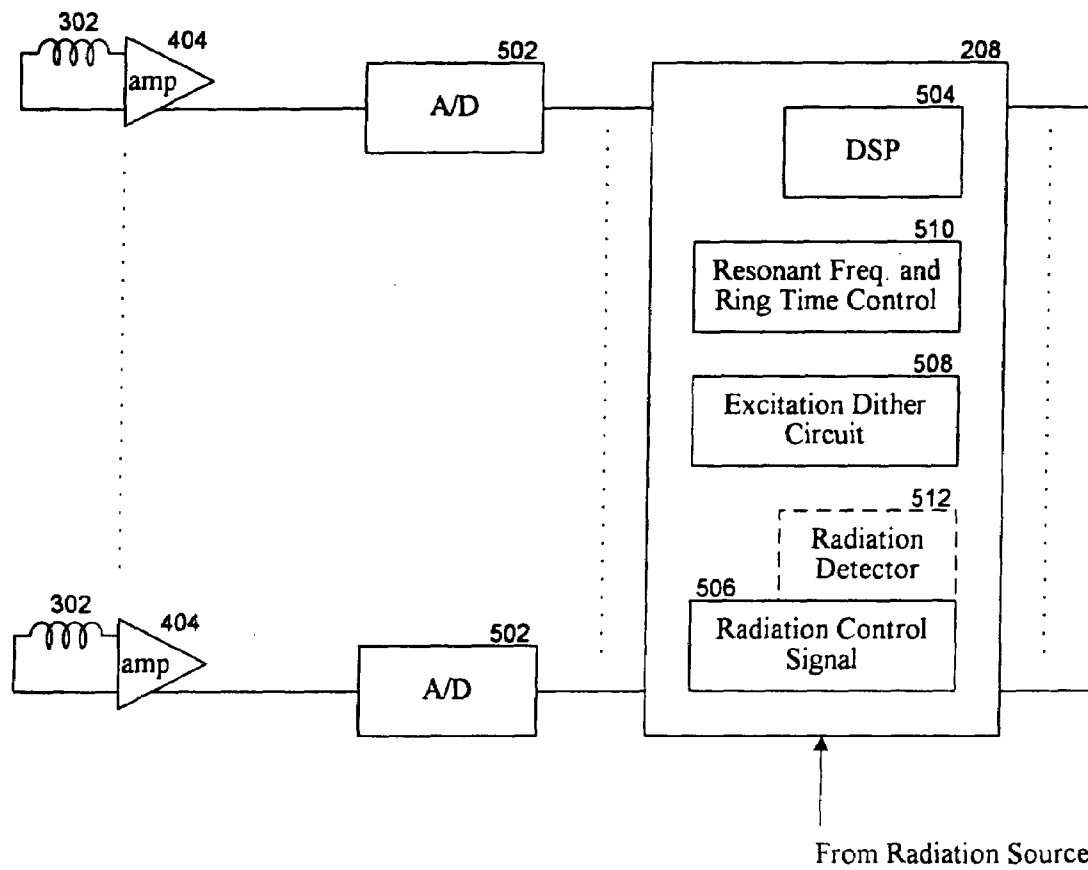 302
404
amp
502
A/D
208
504
DSP
510
Resonant Freq. and
Ring Time Control
508
Excitation Dither
Circuit
512
Radiation
Detector
506
Radiation Control
Signal
302
404
amp
502
A/D
From Radiation Source